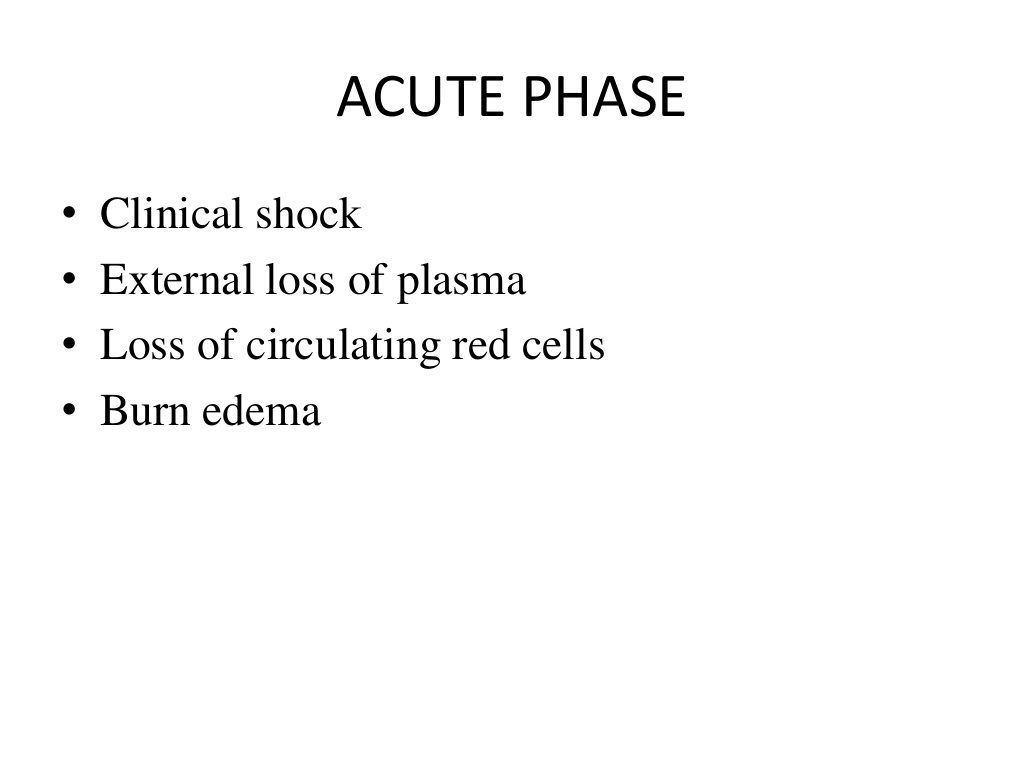 ACUTE PHASE
• Clinical shock
• External loss of plasma
• Loss of circulating red cells
• Burn edema